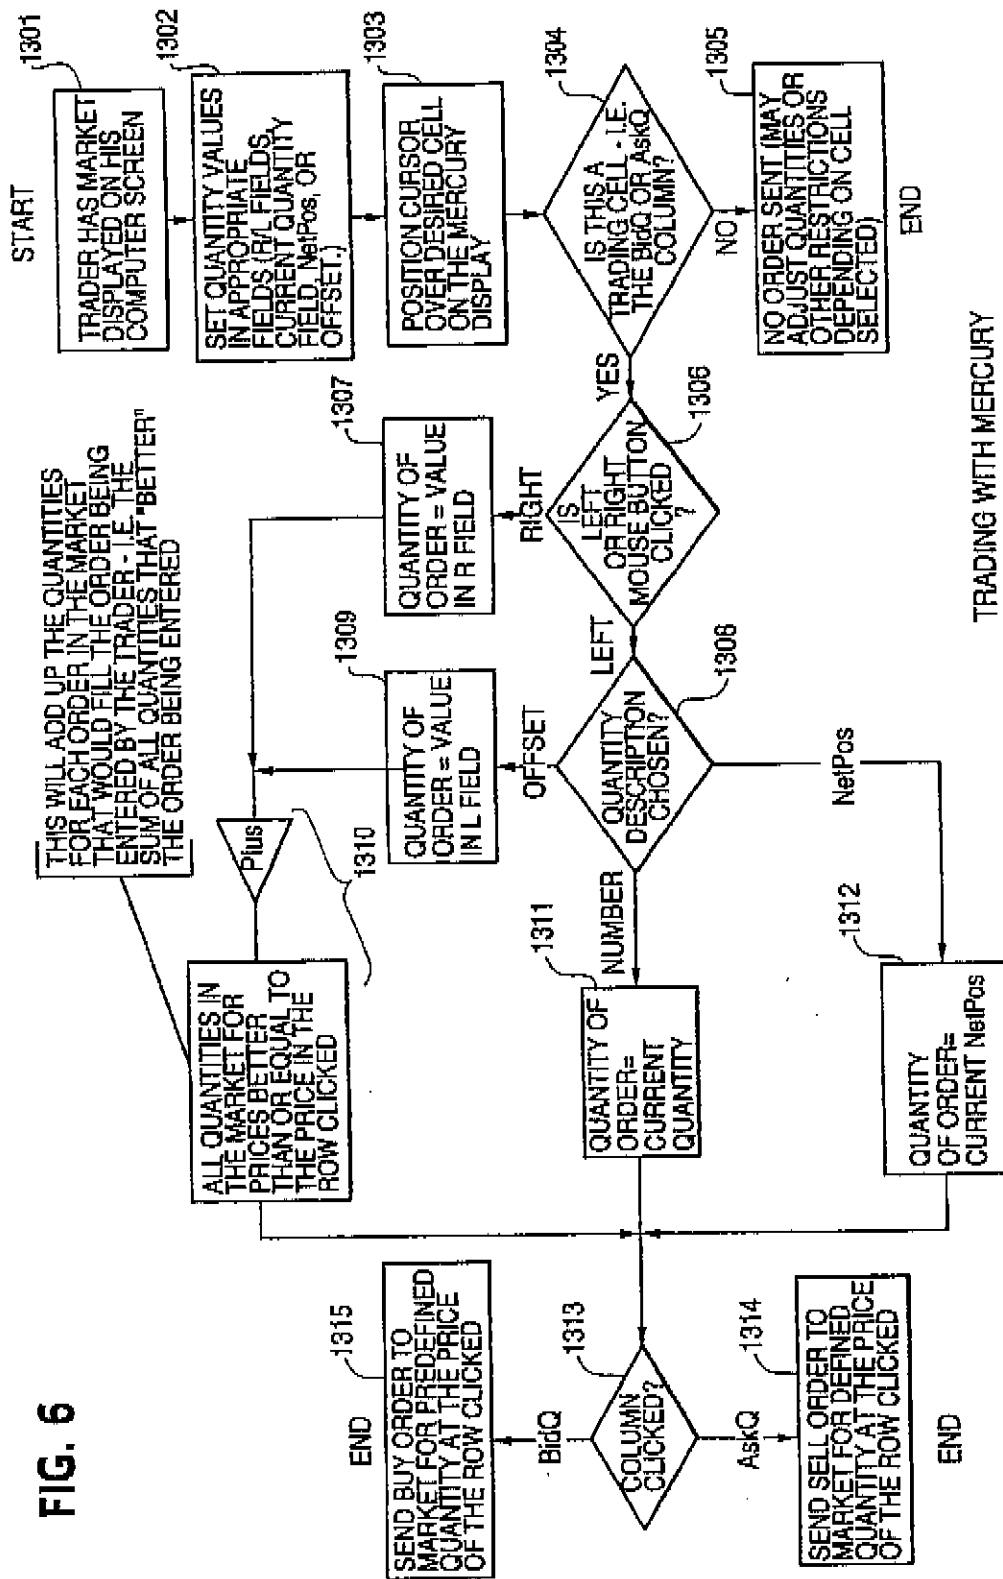 FIG. 6
START
1301
TRADER HAS MARKET
DISPLAYED ON HIS
COMPUTER SCREEN
1302
SET QUANTITY VALUES
IN APPROPRIATE
FIELDS (R/L FIELDS,
CURRENT QUANTITY
FIELD, NetPos, OR
OFFSET.)
1303
POSITION CURSOR
OVER DESIRED CELL
ON THE MERCURY
DISPLAY
1304
IS THIS A
TRADING CELL - I.E.
THE BidQ OR AskQ
COLUMN?
NO
1305
NO ORDER SENT (MAY
ADJUST QUANTITIES OR
OTHER RESTRICTIONS
DEPENDING ON CELL
SELECTED)
END
YES
1306
IS
LEFT
OR RIGHT
MOUSE BUTTON
CLICKED
?
RIGHT
1307
QUANTITY OF
ORDER = VALUE
IN R FIELD
LEFT
1308
QUANTITY
DESCRIPTION
CHOSEN?
OFFSET
1309
QUANTITY OF
ORDER = VALUE
IN L FIELD
Plus
1310
ALL QUANTITIES IN
THE MARKET FOR
PRICES BETTER
THAN OR EQUAL TO
THE PRICE IN THE
ROW CLICKED
THIS WILL ADD UP THE QUANTITIES
FOR EACH ORDER IN THE MARKET
THAT WOULD FILL THE ORDER BEING
ENTERED BY THE TRADER - I.E. THE
SUM OF ALL QUANTITIES THAT "BETTER"
THE ORDER BEING ENTERED
NUMBER
1311
QUANTITY OF
ORDER=
CURRENT
QUANTITY
NetPos
1312
QUANTITY
OF ORDER=
CURRENT NetPos
1313
COLUMN
CLICKED?
BidQ
1315
SEND BUY ORDER TO
MARKET FOR PREDEFINED
QUANTITY AT THE PRICE
OF THE ROW CLICKED
END
AskQ
1314
SEND SELL ORDER TO
MARKET FOR DEFINED
QUANTITY AT THE PRICE
OF THE ROW CLICKED
END
TRADING WITH MERCURY